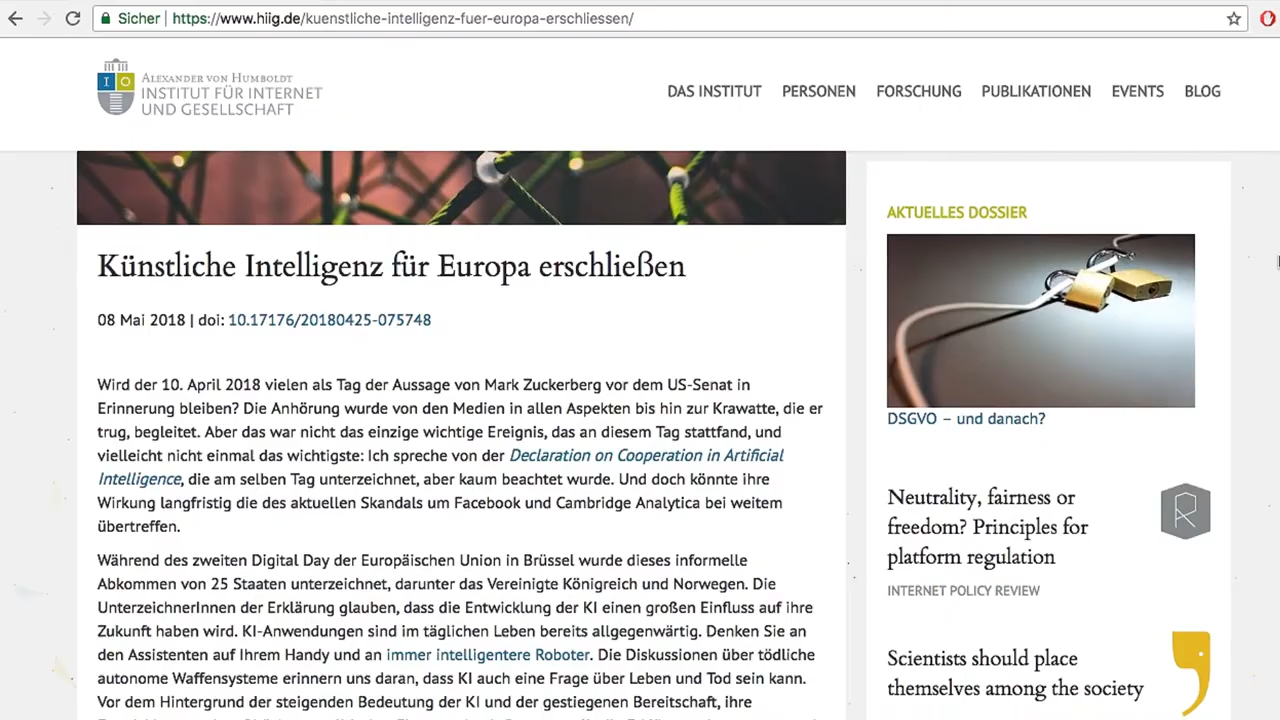 Sicher | https://www.hiig.de/kuenstliche-intelligenz-fuer-europa-erschliessen/
I O
ALEXANDER VON HUMBOLDT
INSTITUT FÜR INTERNET
UND GESELLSCHAFT
DAS INSTITUT PERSONEN FORSCHUNG PUBLIKATIONEN EVENTS BLOG
Künstliche Intelligenz für Europa erschließen
08 Mai 2018 | doi: 10.17176/20180425-075748
Wird der 10. April 2018 vielen als Tag der Aussage von Mark Zuckerberg vor dem US-Senat in
Erinnerung bleiben? Die Anhörung wurde von den Medien in allen Aspekten bis hin zur Krawatte, die er
trug, begleitet. Aber das war nicht das einzige wichtige Ereignis, das an diesem Tag stattfand, und
vielleicht nicht einmal das wichtigste: Ich spreche von der Declaration on Cooperation in Artificial
Intelligence, die am selben Tag unterzeichnet, aber kaum beachtet wurde. Und doch könnte ihre
Wirkung langfristig die des aktuellen Skandals um Facebook und Cambridge Analytica bei weitem
übertreffen.
Während des zweiten Digital Day der Europäischen Union in Brüssel wurde dieses informelle
Abkommen von 25 Staaten unterzeichnet, darunter das Vereinigte Königreich und Norwegen. Die
UnterzeichnerInnen der Erklärung glauben, dass die Entwicklung der KI einen großen Einfluss auf ihre
Zukunft haben wird. KI-Anwendungen sind im täglichen Leben bereits allgegenwärtig. Denken Sie an
den Assistenten auf Ihrem Handy und an immer intelligentere Roboter. Die Diskussionen über tödliche
autonome Waffensysteme erinnern uns daran, dass KI auch eine Frage über Leben und Tod sein kann.
Vor dem Hintergrund der steigenden Bedeutung der KI und der gestiegenen Bereitschaft, ihre
AKTUELLES DOSSIER
DSGVO – und danach?
Neutrality, fairness or
freedom? Principles for
platform regulation
R
INTERNET POLICY REVIEW
Scientists should place
themselves among the society